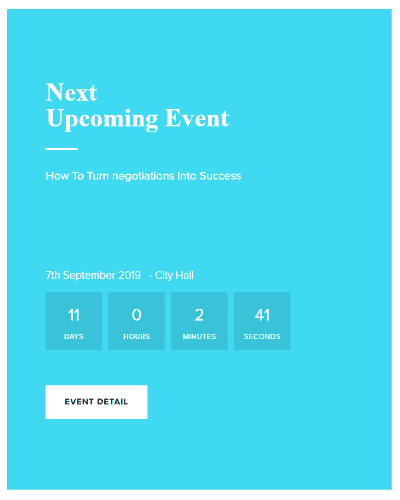 Next
Upcoming Event
How To Turn negotiations Into Success
7th September 2019 - City Hall
11 0 2 41
DAYS HOURS MINUTES SECONDS
EVENT DETAIL